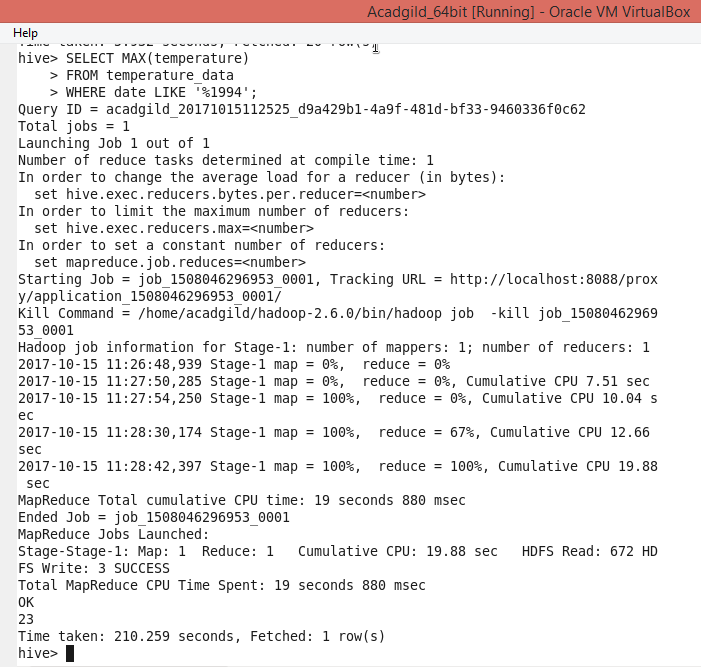 Acadgild_64bit [Running] - Oracle VM VirtualBox
Help
Time taken: 5.952 seconds, Fetched: 20 row(s)
hive> SELECT MAX(temperature)
    > FROM temperature_data
    > WHERE date LIKE '%1994';
Query ID = acadgild_20171015112525_d9a429b1-4a9f-481d-bf33-9460336f0c62
Total jobs = 1
Launching Job 1 out of 1
Number of reduce tasks determined at compile time: 1
In order to change the average load for a reducer (in bytes):
  set hive.exec.reducers.bytes.per.reducer=<number>
In order to limit the maximum number of reducers:
  set hive.exec.reducers.max=<number>
In order to set a constant number of reducers:
  set mapreduce.job.reduces=<number>
Starting Job = job_1508046296953_0001, Tracking URL = http://localhost:8088/prox
y/application_1508046296953_0001/
Kill Command = /home/acadgild/hadoop-2.6.0/bin/hadoop job  -kill job_15080462969
53_0001
Hadoop job information for Stage-1: number of mappers: 1; number of reducers: 1
2017-10-15 11:26:48,939 Stage-1 map = 0%,  reduce = 0%
2017-10-15 11:27:50,285 Stage-1 map = 0%,  reduce = 0%, Cumulative CPU 7.51 sec
2017-10-15 11:27:54,250 Stage-1 map = 100%,  reduce = 0%, Cumulative CPU 10.04 s
ec
2017-10-15 11:28:30,174 Stage-1 map = 100%,  reduce = 67%, Cumulative CPU 12.66
sec
2017-10-15 11:28:42,397 Stage-1 map = 100%,  reduce = 100%, Cumulative CPU 19.88
 sec
MapReduce Total cumulative CPU time: 19 seconds 880 msec
Ended Job = job_1508046296953_0001
MapReduce Jobs Launched:
Stage-Stage-1: Map: 1  Reduce: 1   Cumulative CPU: 19.88 sec   HDFS Read: 672 HD
FS Write: 3 SUCCESS
Total MapReduce CPU Time Spent: 19 seconds 880 msec
OK
23
Time taken: 210.259 seconds, Fetched: 1 row(s)
hive>